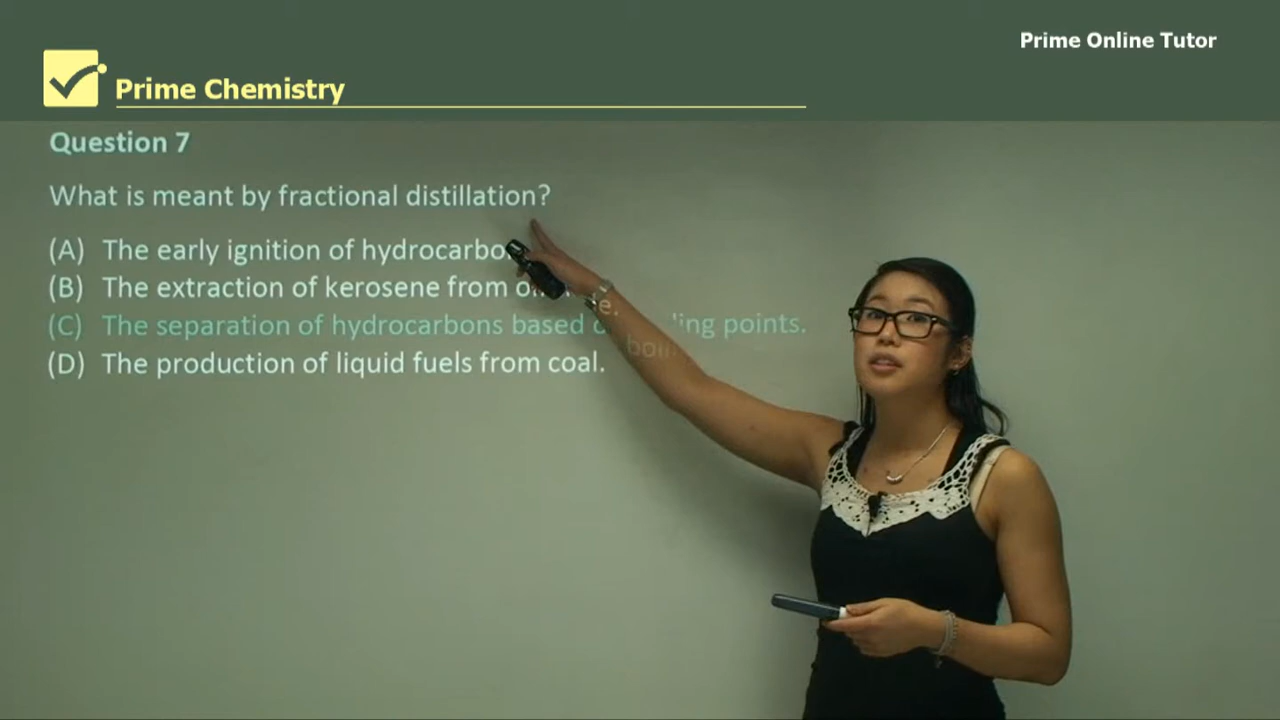 Prime Online Tutor
Prime Chemistry
Question 7
What is meant by fractional distillation?
(A) The early ignition of
(B) The extraction of kerosene from
(C) The separation of hydrocarbons based points.
(D) The production of liquid fuels from coal.